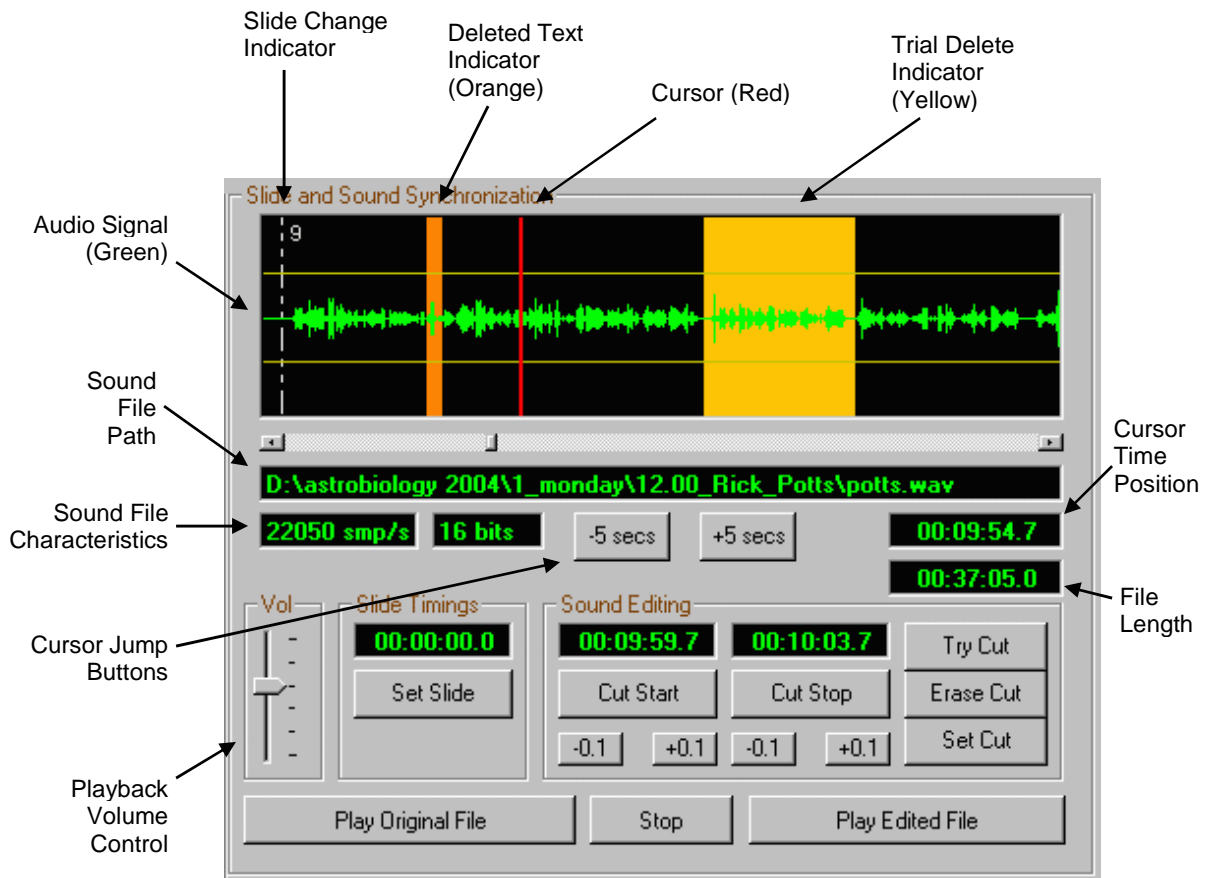 Slide Change
Indicator
Deleted Text
Indicator
(Orange)
Cursor (Red)
Trial Delete
Indicator
(Yellow)
Slide and Sound Synchronization
Audio Signal
(Green)
9
Sound
File
Path
D:\astrobiology 2004\1_monday\12.00_Rick_Potts\potts.wav
Cursor
Time
Position
Sound File
Characteristics
22050 smp/s
16 bits
-5 secs
+5 secs
00:09:54.7
00:37:05.0
File
Length
Cursor Jump
Buttons
Vol
Slide Timings
00:00:00.0
Set Slide
Sound Editing
00:09:59.7
00:10:03.7
Cut Start
Cut Stop
-0.1
+0.1
-0.1
+0.1
Try Cut
Erase Cut
Set Cut
Playback
Volume
Control
Play Original File
Stop
Play Edited File